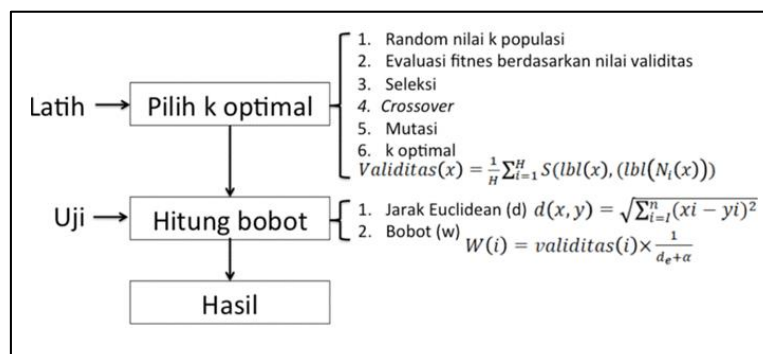 1. Random nilai k populasi
2. Evaluasi fitnes berdasarkan nilai validitas
3. Seleksi
4. Crossover
5. Mutasi
6. k optimal
Validitas(x) = 1/H ∑_{i=1}^{H} S(lbl(x), (lbl(N_i(x)))
Latih
Pilih k optimal
Uji
Hitung bobot
1. Jarak Euclidean (d) d(x, y) = √∑_{i=l}^{n} (xi − yi)²
2. Bobot (w)
W(i) = validitas(i)× 1/(d_e+α)
Hasil